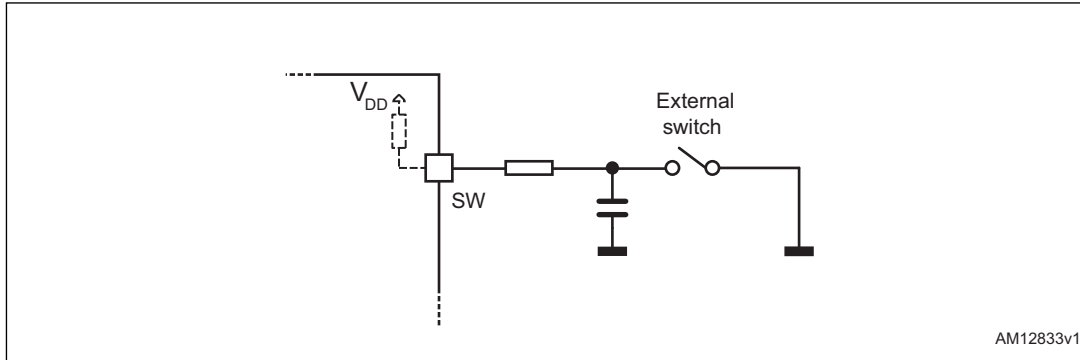 VDD
External
switch
SW
AM12833v1